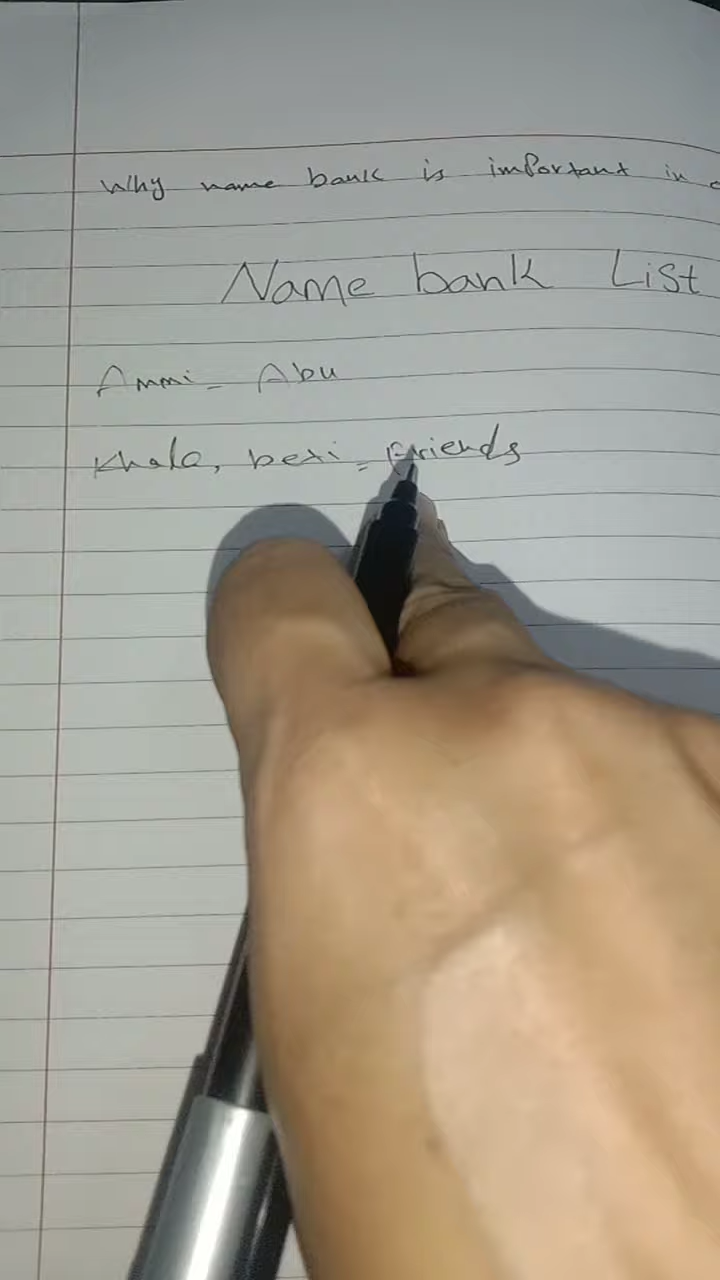 Why name bank is important in
Name bank List
Ammi - Abu
Khala, beti = Friends